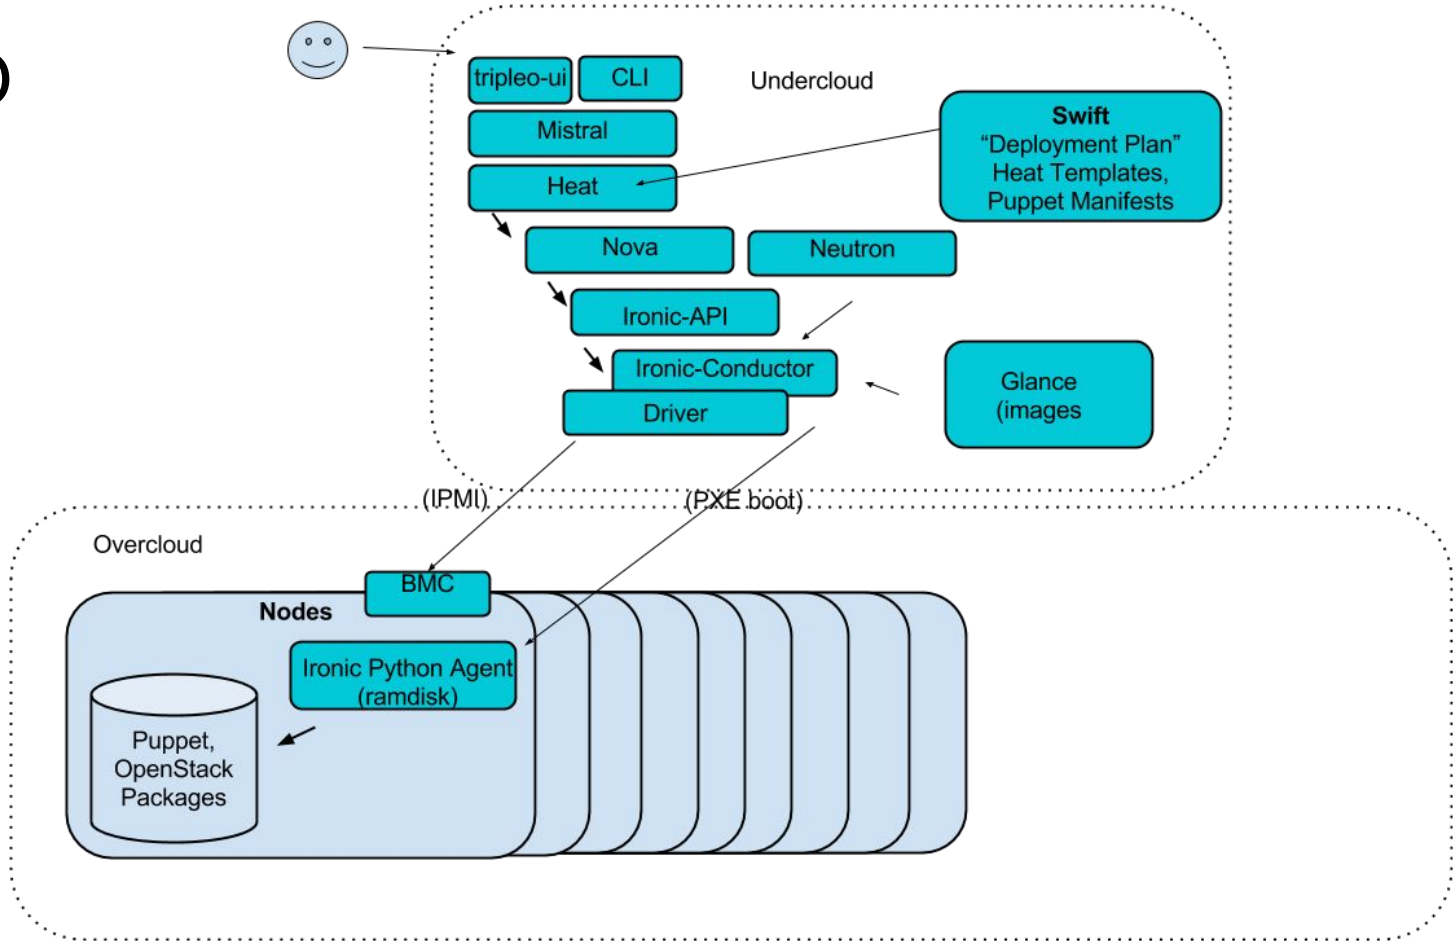 )
tripleo-ui
CLI
Undercloud
Mistral
Swift
“Deployment Plan”
Heat Templates,
Puppet Manifests
Heat
Nova
Neutron
Ironic-API
Ironic-Conductor
Driver
Glance
(images
(IPMI)
(PXE boot)
Overcloud
BMC
Nodes
Ironic Python Agent
(ramdisk)
Puppet,
OpenStack
Packages